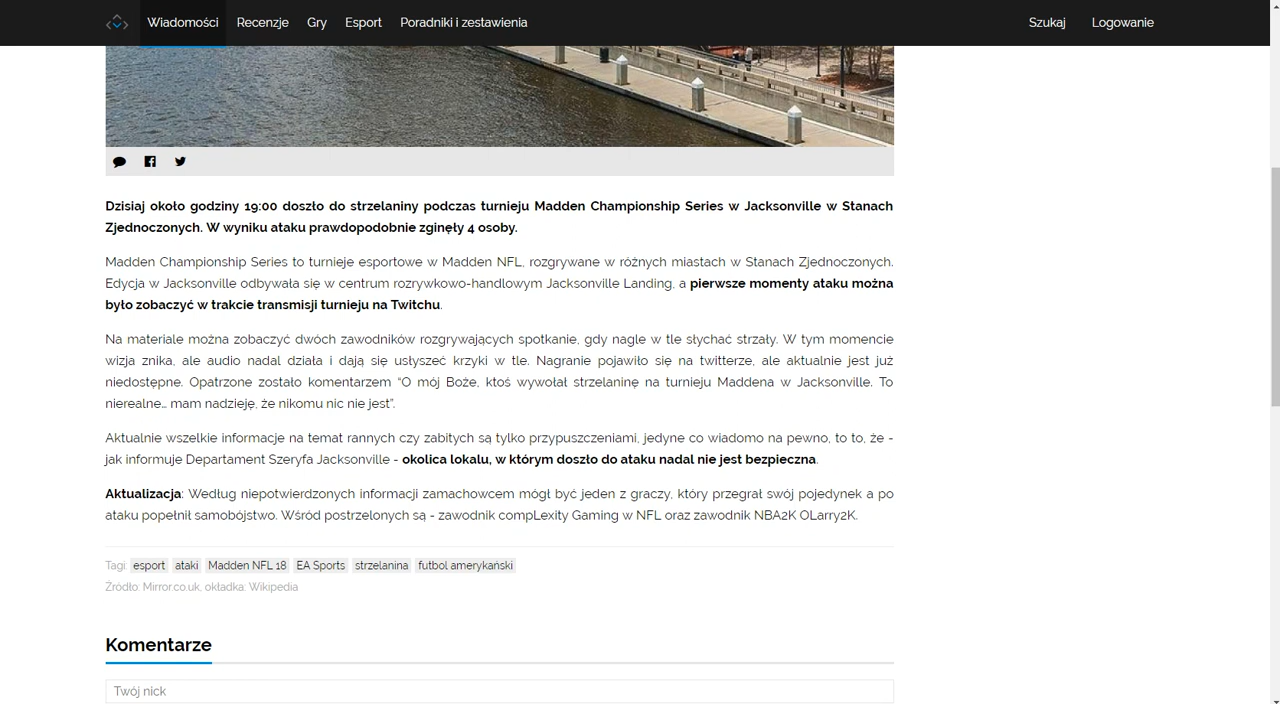 Wiadomości Recenzje Gry Esport Poradniki i zestawienia Szukaj Logowanie
Dzisiaj około godziny 19:00 doszło do strzelaniny podczas turnieju Madden Championship Series w Jacksonville w Stanach
Zjednoczonych. W wyniku ataku prawdopodobnie zginęły 4 osoby.
Madden Championship Series to turnieje esportowe w Madden NFL, rozgrywane w różnych miastach w Stanach Zjednoczonych.
Edycja w Jacksonville odbywała się w centrum rozrywkowo-handlowym Jacksonville Landing, a pierwsze momenty ataku można
było zobaczyć w trakcie transmisji turnieju na Twitchu.
Na materiale można zobaczyć dwóch zawodników rozgrywających spotkanie, gdy nagle w tle słychać strzały. W tym momencie
wizja znika, ale audio nadal działa i dają się usłyszeć krzyki w tle. Nagranie pojawiło się na twitterze, ale aktualnie jest już
niedostępne. Opatrzone zostało komentarzem “O mój Boże, ktoś wywołał strzelaninę na turnieju Maddena w Jacksonville. To
nierealne… mam nadzieję, że nikomu nic nie jest”.
Aktualnie wszelkie informacje na temat rannych czy zabitych są tylko przypuszczeniami, jedyne co wiadomo na pewno, to to, że -
jak informuje Departament Szeryfa Jacksonville - okolica lokalu, w którym doszło do ataku nadal nie jest bezpieczna.
Aktualizacja: Według niepotwierdzonych informacji zamachowcem mógł być jeden z graczy, który przegrał swój pojedynek a po
ataku popełnił samobójstwo. Wśród postrzelonych są - zawodnik compLexity Gaming w NFL oraz zawodnik NBA2K OLarry2K.
Tagi: esport ataki Madden NFL 18 EA Sports strzelanina futbol amerykański
Źródło: Mirror.co.uk, okładka: Wikipedia
Komentarze
Twój nick